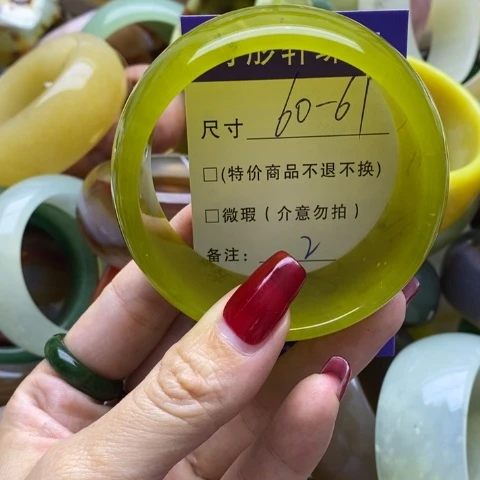 尺寸 60-61
□(特价商品不退不换)
□微瑕(介意勿拍)
备注: 2